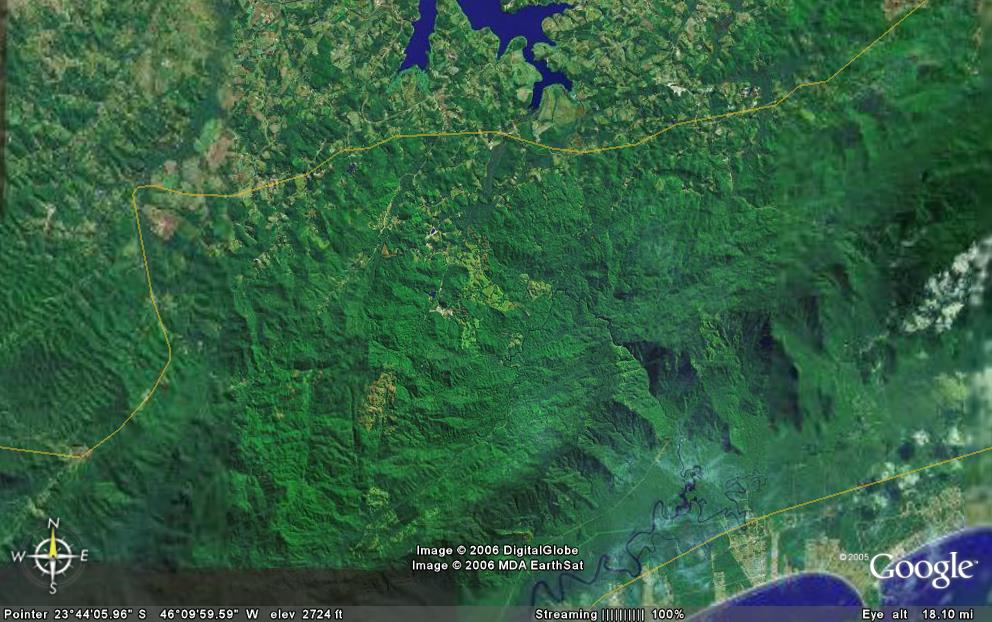 N
W E
S
Image © 2006 DigitalGlobe
Image © 2006 MDA EarthSat
© 2005 Google™
Pointer 23°44'05.96" S 46°09'59.59" W elev 2724 ft Streaming |||||||||| 100% Eye alt 18.10 mi